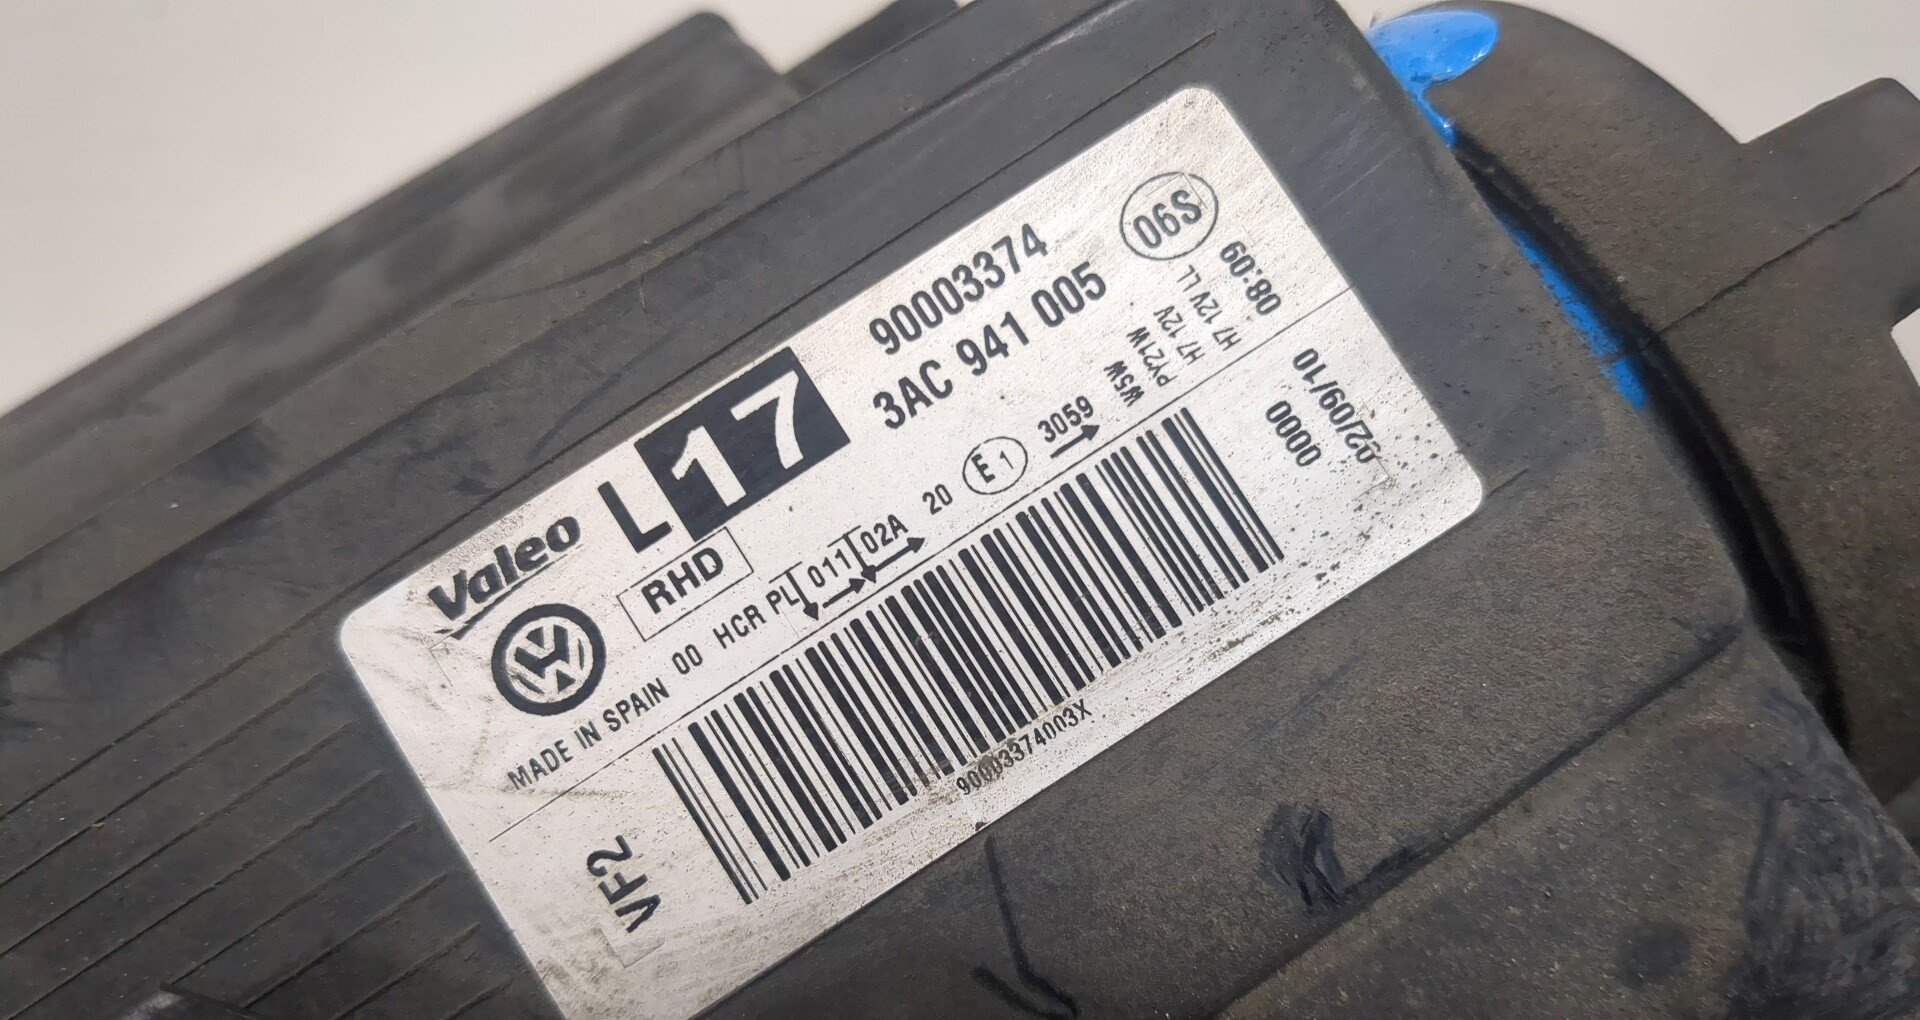 Valeo
L 17
90003374
3AC 941 005
06S
RHD
MADE IN SPAIN 00 HCR PL 011 02A 20 E1 3059
W5W
PY21W
H7 12V
H7 12V LL
08:09
VF2
90003374003X
0000
02/09/10